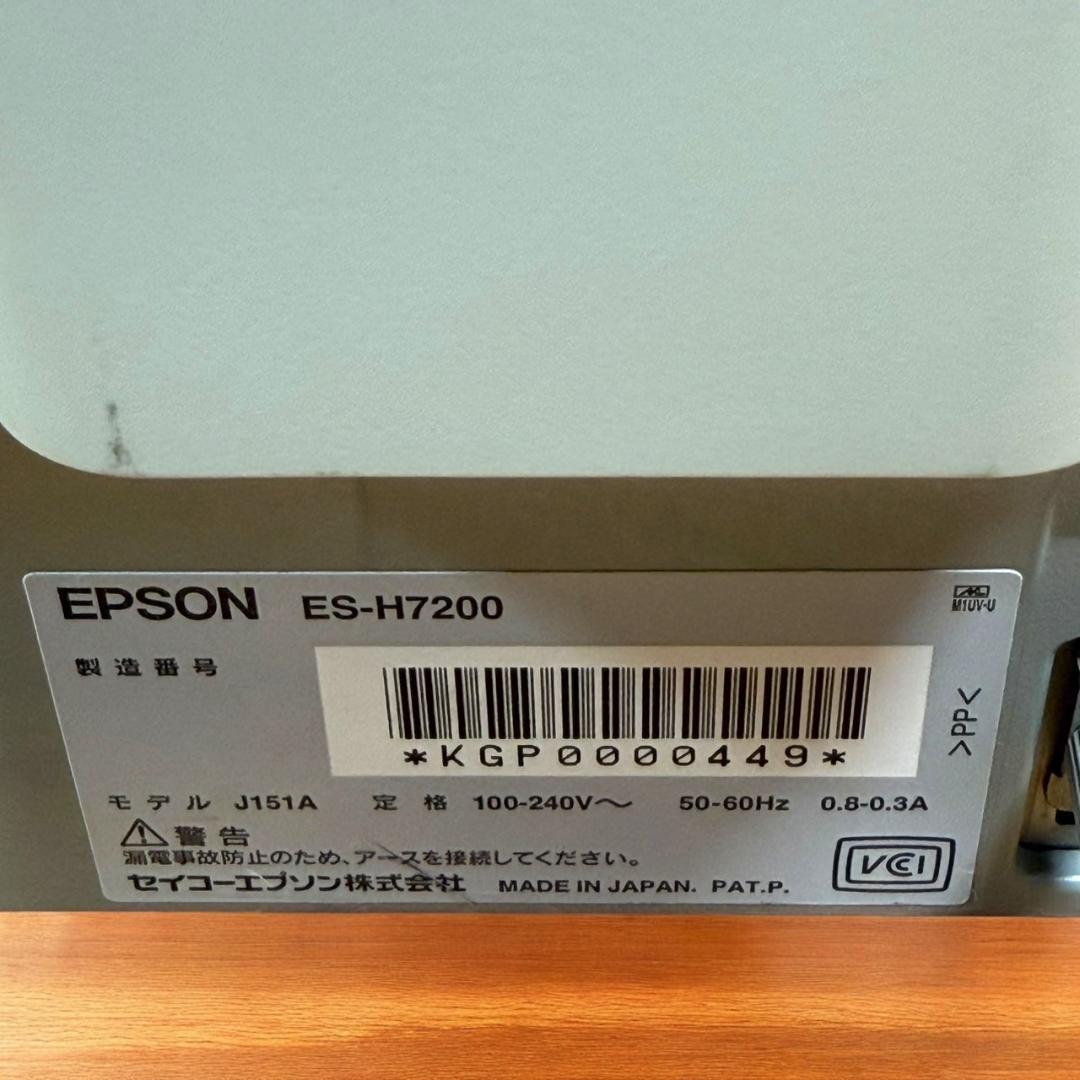 EPSON ES-H7200
M1UV-U
製造番号
*KGP0000449*
>PP<
モデル J151A 定格 100-240V～ 50-60Hz 0.8-0.3A
警告
漏電事故防止のため、アースを接続してください。
セイコーエプソン株式会社 MADE IN JAPAN. PAT.P.
VCCI